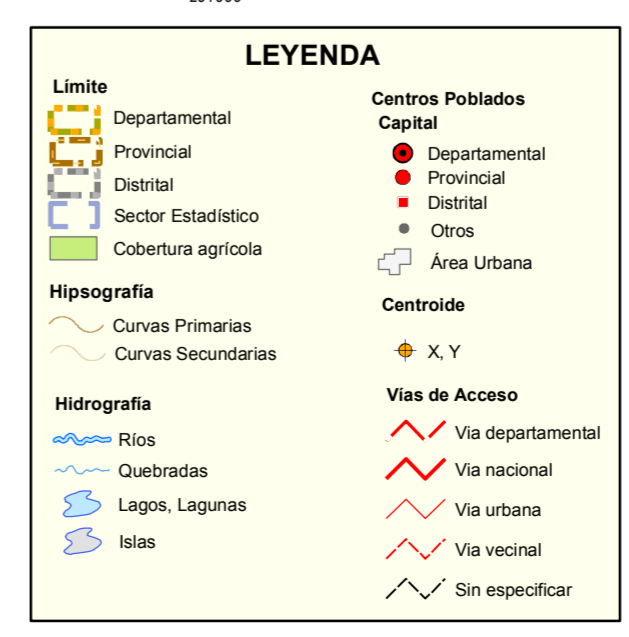 LEYENDA
Límite
Departamental
Provincial
Distrital
Sector Estadístico
Cobertura agrícola
Hipsografía
Curvas Primarias
Curvas Secundarias
Hidrografía
Ríos
Quebradas
Lagos, Lagunas
Islas
Centros Poblados
Capital
Departamental
Provincial
Distrital
Otros
Área Urbana
Centroide
X, Y
Vías de Acceso
Via departamental
Via nacional
Via urbana
Via vecinal
Sin especificar